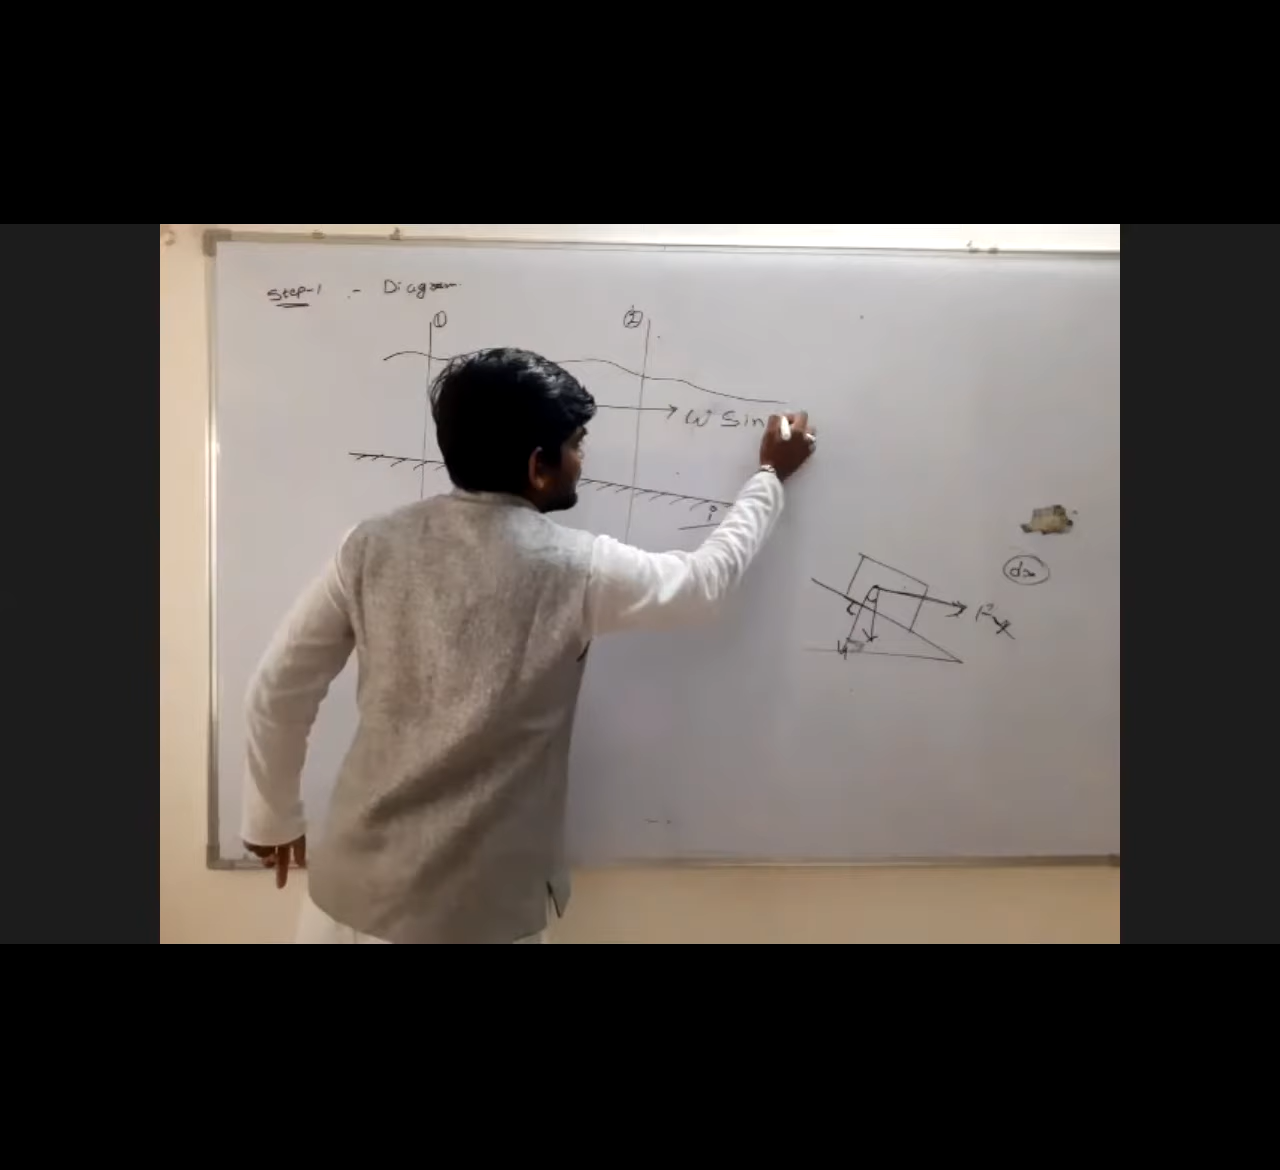 Step-1 :- Diagram.
① ②
W Sin
i
dx